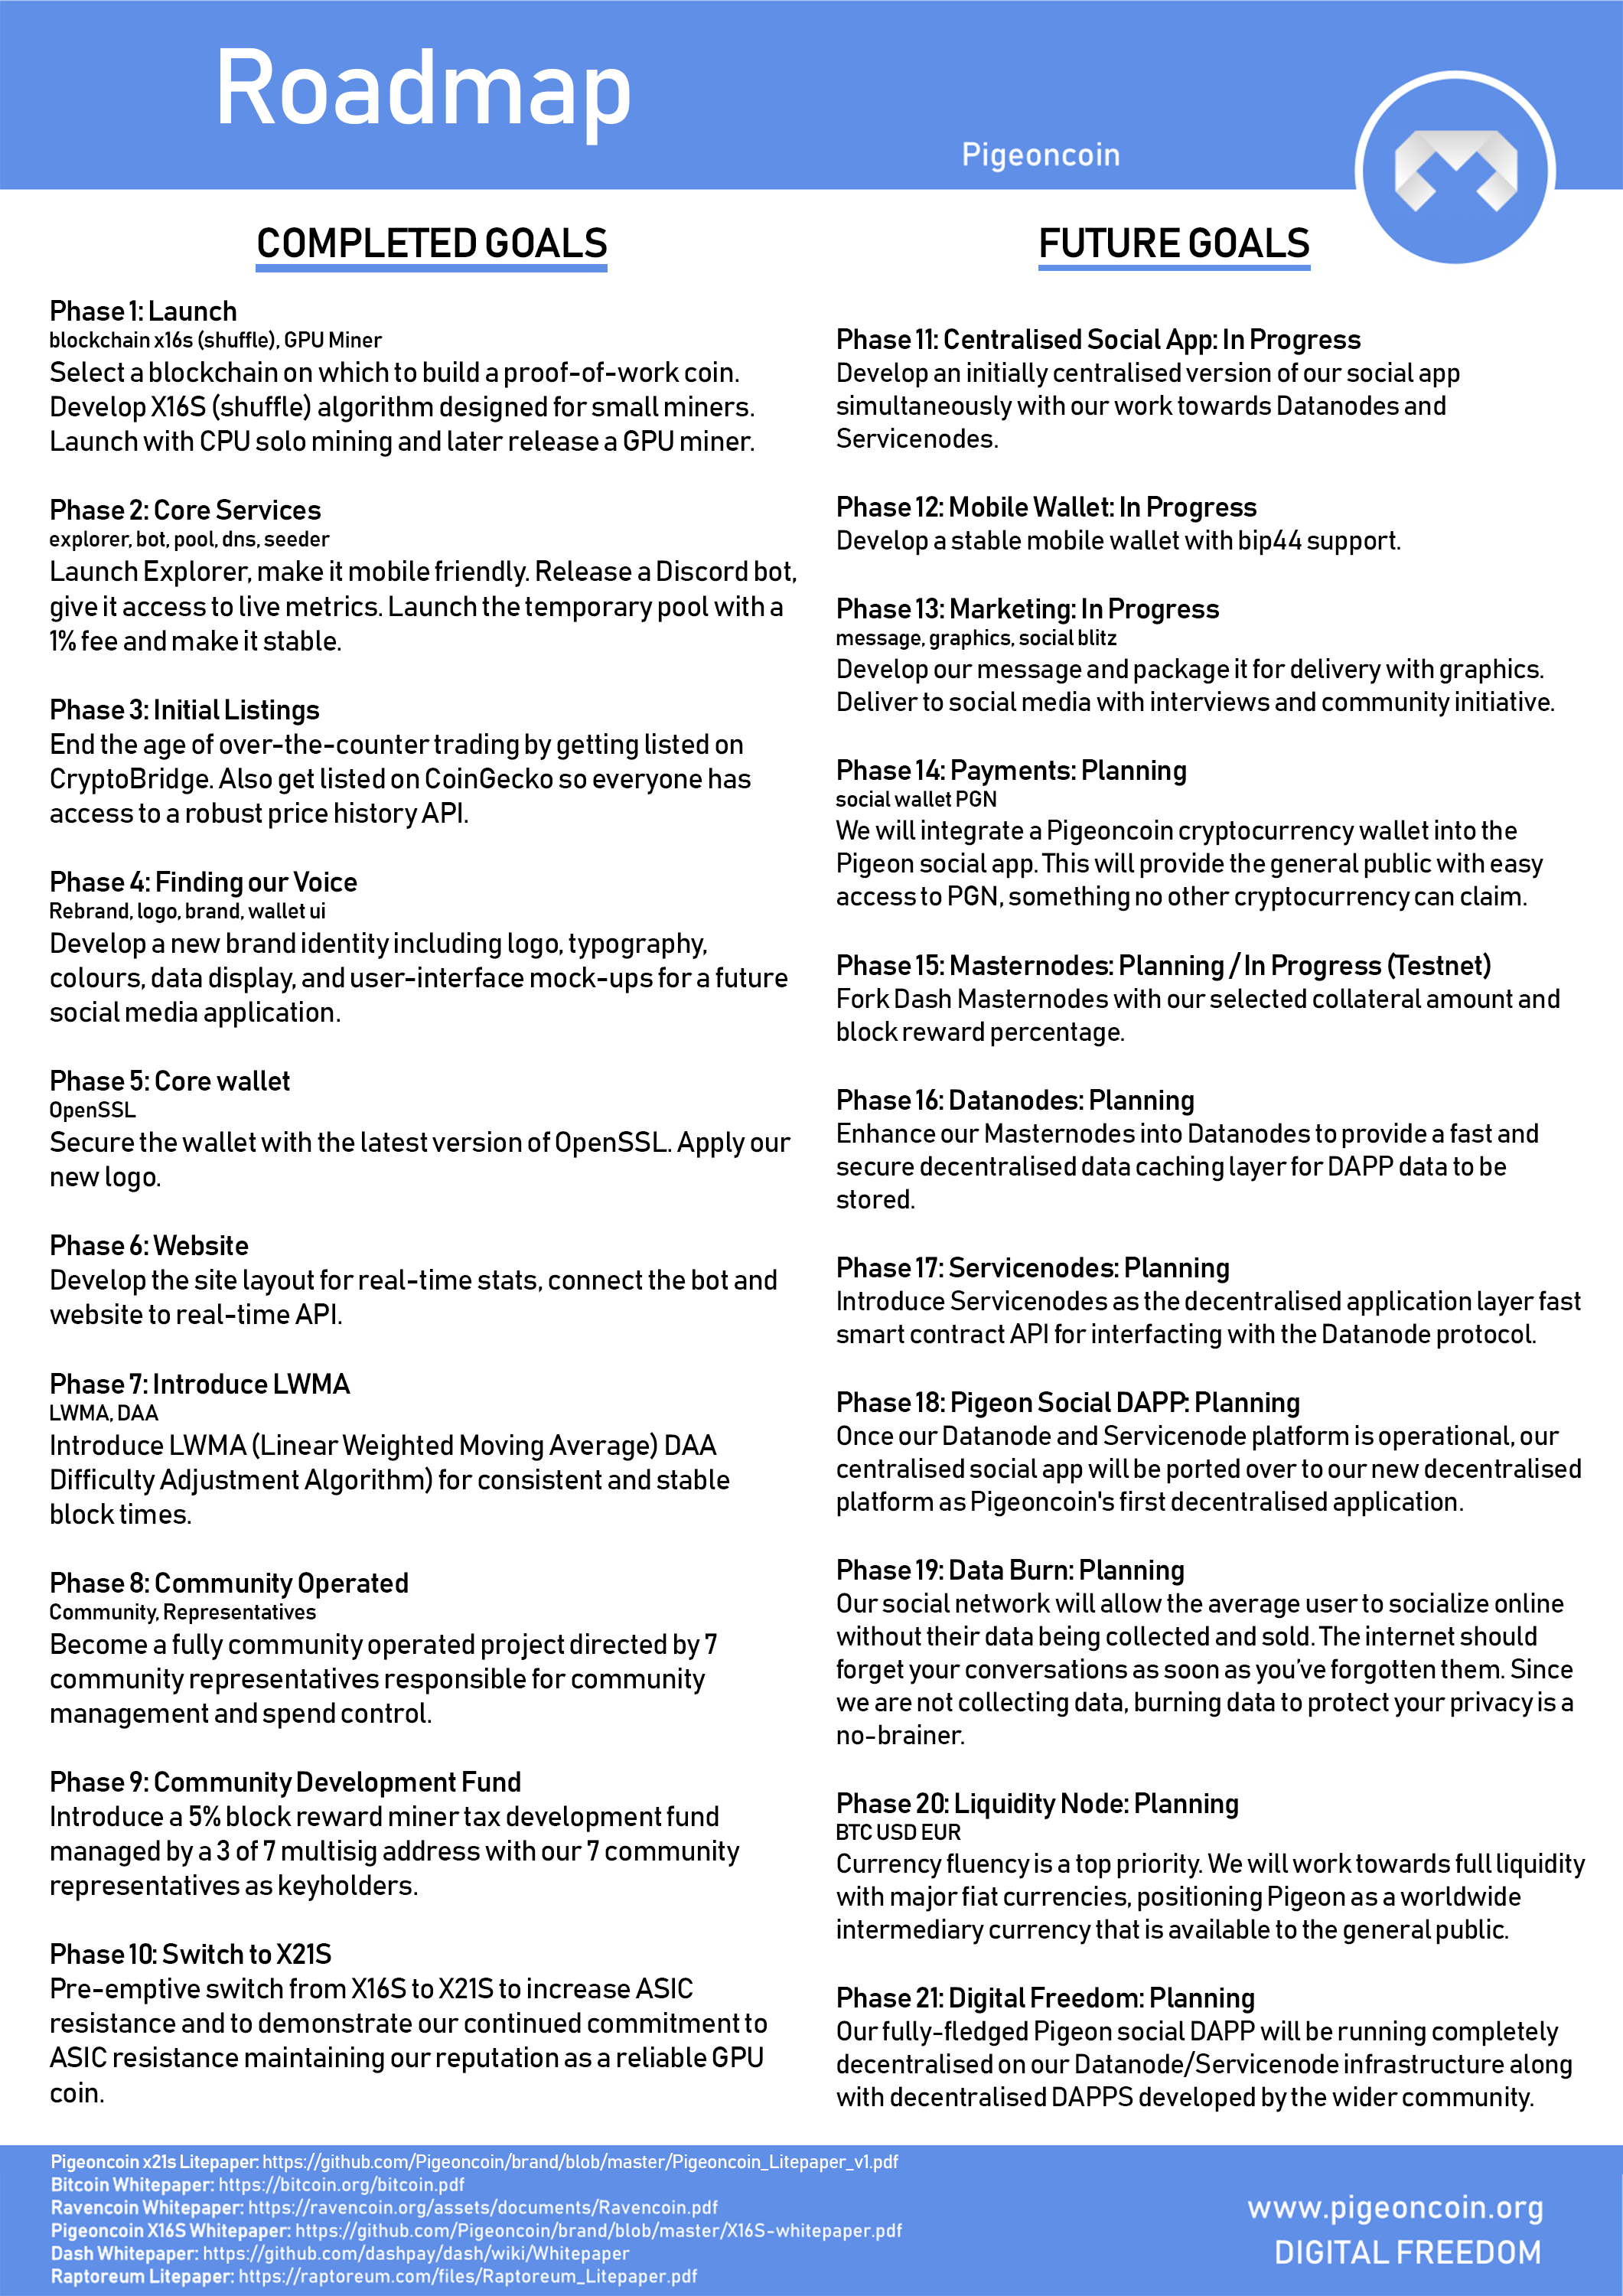 Roadmap
Pigeoncoin
COMPLETED GOALS
Phase 1: Launch
blockchain x16s (shuffle), GPU Miner
Select a blockchain on which to build a proof-of-work coin.
Develop X16S (shuffle) algorithm designed for small miners.
Launch with CPU solo mining and later release a GPU miner.
Phase 2: Core Services
explorer, bot, pool, dns, seeder
Launch Explorer, make it mobile friendly. Release a Discord bot,
give it access to live metrics. Launch the temporary pool with a
1% fee and make it stable.
Phase 3: Initial Listings
End the age of over-the-counter trading by getting listed on
CryptoBridge. Also get listed on CoinGecko so everyone has
access to a robust price history API.
Phase 4: Finding our Voice
Rebrand, logo, brand, wallet ui
Develop a new brand identity including logo, typography,
colours, data display, and user-interface mock-ups for a future
social media application.
Phase 5: Core wallet
OpenSSL
Secure the wallet with the latest version of OpenSSL. Apply our
new logo.
Phase 6: Website
Develop the site layout for real-time stats, connect the bot and
website to real-time API.
Phase 7: Introduce LWMA
LWMA, DAA
Introduce LWMA (Linear Weighted Moving Average) DAA
Difficulty Adjustment Algorithm) for consistent and stable
block times.
Phase 8: Community Operated
Community, Representatives
Become a fully community operated project directed by 7
community representatives responsible for community
management and spend control.
Phase 9: Community Development Fund
Introduce a 5% block reward miner tax development fund
managed by a 3 of 7 multisig address with our 7 community
representatives as keyholders.
Phase 10: Switch to X21S
Pre-emptive switch from X16S to X21S to increase ASIC
resistance and to demonstrate our continued commitment to
ASIC resistance maintaining our reputation as a reliable GPU
coin.
FUTURE GOALS
Phase 11: Centralised Social App: In Progress
Develop an initially centralised version of our social app
simultaneously with our work towards Datanodes and
Servicenodes.
Phase 12: Mobile Wallet: In Progress
Develop a stable mobile wallet with bip44 support.
Phase 13: Marketing: In Progress
message, graphics, social blitz
Develop our message and package it for delivery with graphics.
Deliver to social media with interviews and community initiative.
Phase 14: Payments: Planning
social wallet PGN
We will integrate a Pigeoncoin cryptocurrency wallet into the
Pigeon social app. This will provide the general public with easy
access to PGN, something no other cryptocurrency can claim.
Phase 15: Masternodes: Planning / In Progress (Testnet)
Fork Dash Masternodes with our selected collateral amount and
block reward percentage.
Phase 16: Datanodes: Planning
Enhance our Masternodes into Datanodes to provide a fast and
secure decentralised data caching layer for DAPP data to be
stored.
Phase 17: Servicenodes: Planning
Introduce Servicenodes as the decentralised application layer fast
smart contract API for interfacting with the Datanode protocol.
Phase 18: Pigeon Social DAPP: Planning
Once our Datanode and Servicenode platform is operational, our
centralised social app will be ported over to our new decentralised
platform as Pigeoncoin's first decentralised application.
Phase 19: Data Burn: Planning
Our social network will allow the average user to socialize online
without their data being collected and sold. The internet should
forget your conversations as soon as you’ve forgotten them. Since
we are not collecting data, burning data to protect your privacy is a
no-brainer.
Phase 20: Liquidity Node: Planning
BTC USD EUR
Currency fluency is a top priority. We will work towards full liquidity
with major fiat currencies, positioning Pigeon as a worldwide
intermediary currency that is available to the general public.
Phase 21: Digital Freedom: Planning
Our fully-fledged Pigeon social DAPP will be running completely
decentralised on our Datanode/Servicenode infrastructure along
with decentralised DAPPS developed by the wider community.
Pigeoncoin x21s Litepaper: https://github.com/Pigeoncoin/brand/blob/master/Pigeoncoin_Litepaper_v1.pdf
Bitcoin Whitepaper: https://bitcoin.org/bitcoin.pdf
Ravencoin Whitepaper: https://ravencoin.org/assets/documents/Ravencoin.pdf
Pigeoncoin X16S Whitepaper: https://github.com/Pigeoncoin/brand/blob/master/X16S-whitepaper.pdf
Dash Whitepaper: https://github.com/dashpay/dash/wiki/Whitepaper
Raptoreum Litepaper: https://raptoreum.com/files/Raptoreum_Litepaper.pdf
www.pigeoncoin.org
DIGITAL FREEDOM